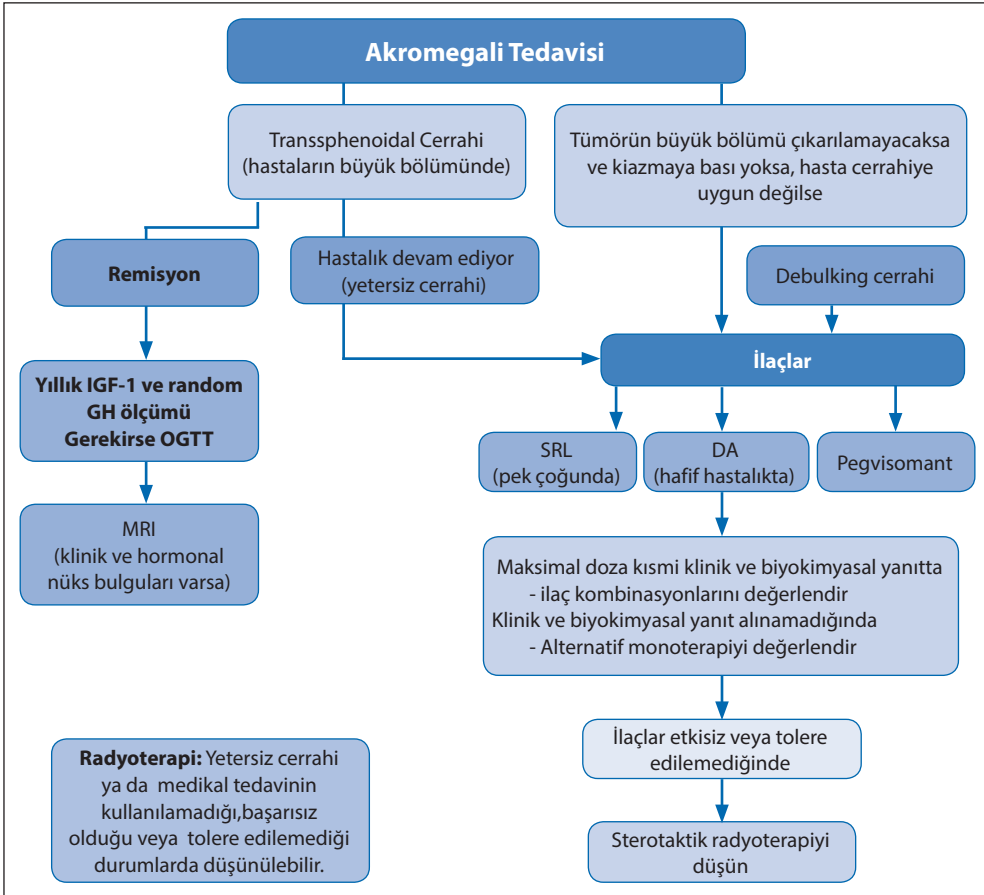 Akromegali Tedavisi
Transsphenoidal Cerrahi
(hastaların büyük bölümünde)
Tümörün büyük bölümü çıkarılamayacaksa
ve kiazmaya bası yoksa, hasta cerrahiye
uygun değilse
Remisyon
Hastalık devam ediyor
(yetersiz cerrahi)
Debulking cerrahi
İlaçlar
Yıllık IGF-1 ve random
GH ölçümü
Gerekirse OGTT
SRL
(pek çoğunda)
DA
(hafif hastalıkta)
Pegvisomant
MRI
(klinik ve hormonal
nüks bulguları varsa)
Maksimal doza kısmi klinik ve biyokimyasal yanıtta
- ilaç kombinasyonlarını değerlendir
Klinik ve biyokimyasal yanıt alınamadığında
- Alternatif monoterapiyi değerlendir
İlaçlar etkisiz veya tolere
edilemediğinde
Sterotaktik radyoterapiyi
düşün
Radyoterapi: Yetersiz cerrahi
ya da medikal tedavinin
kullanılamadığı,başarısız
olduğu veya tolere edilemediği
durumlarda düşünülebilir.